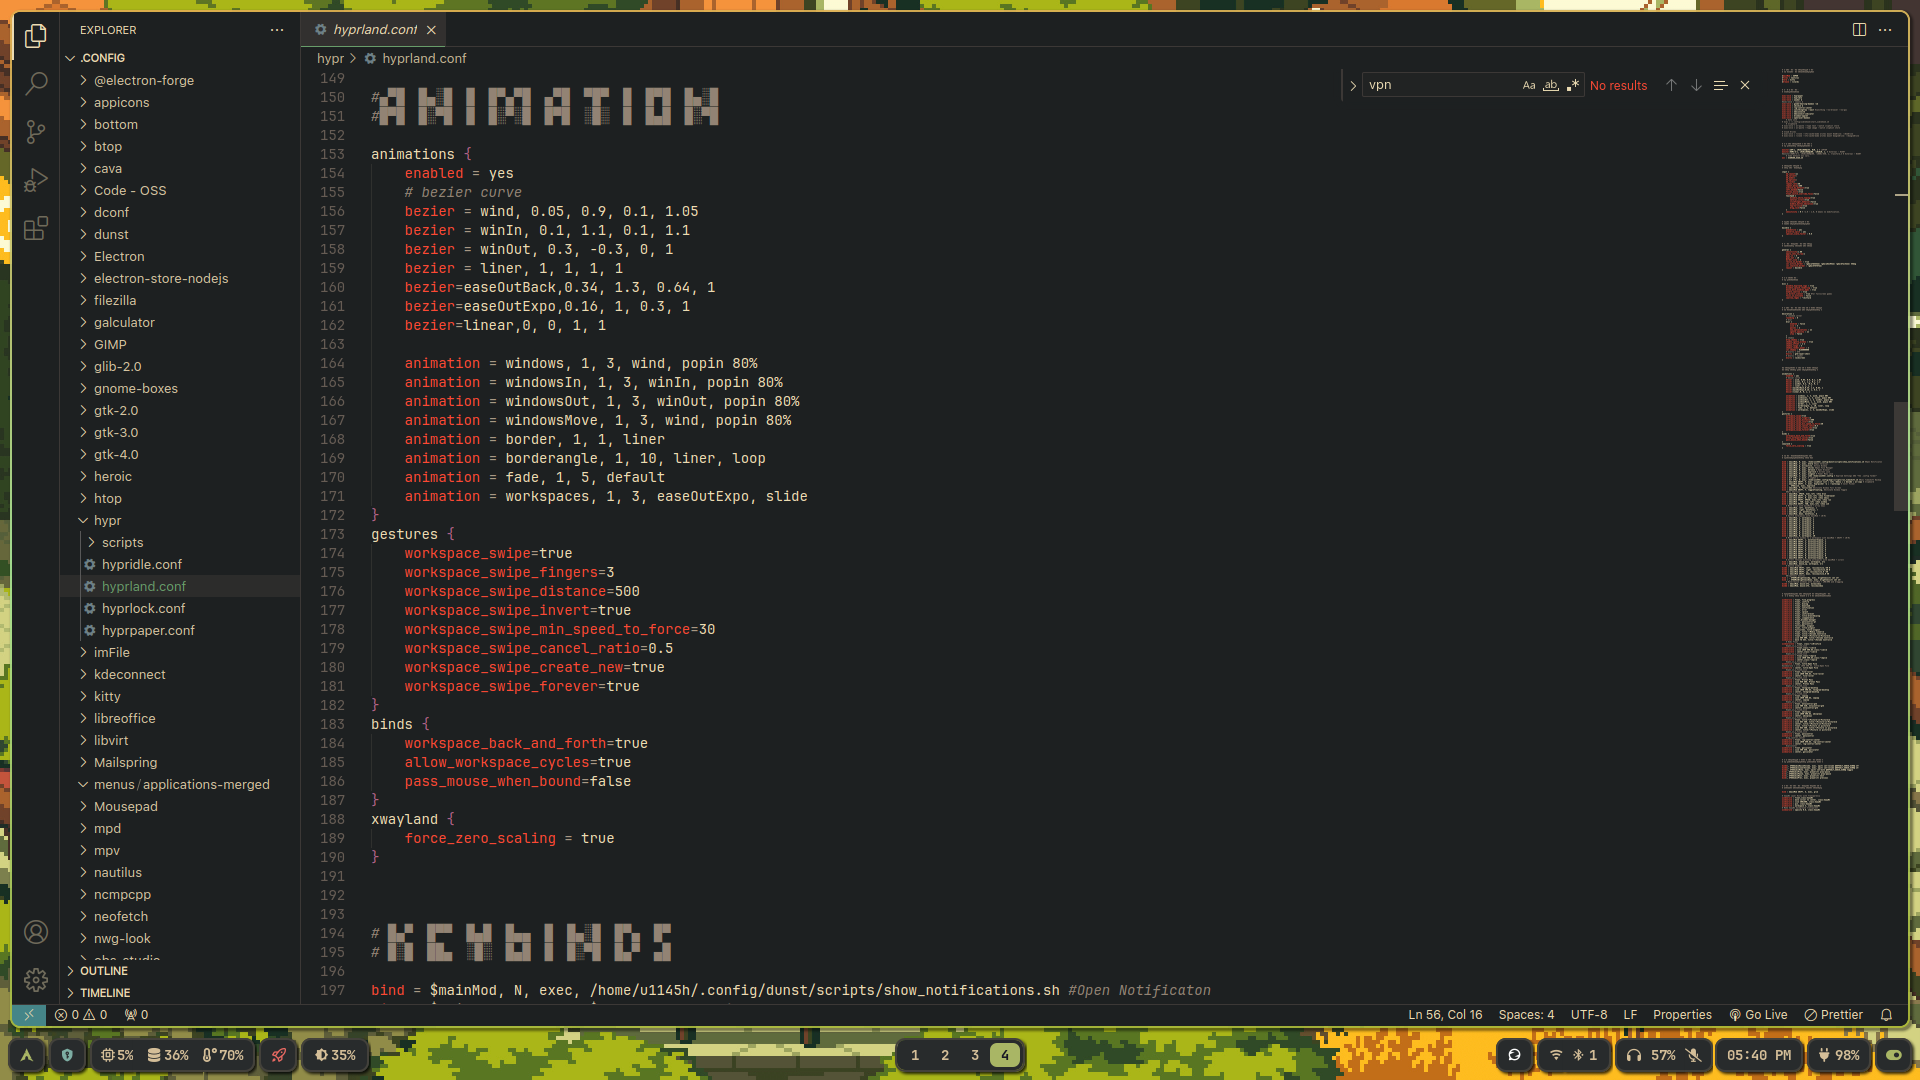 EXPLORER
.CONFIG
@electron-forge
appicons
bottom
btop
cava
Code - OSS
dconf
dunst
Electron
electron-store-nodejs
filezilla
galculator
GIMP
glib-2.0
gnome-boxes
gtk-2.0
gtk-3.0
gtk-4.0
heroic
htop
hypr
scripts
hypridle.conf
hyprland.conf
hyprlock.conf
hyprpaper.conf
imFile
kdeconnect
kitty
libreoffice
libvirt
Mailspring
menus/applications-merged
Mousepad
mpd
mpv
nautilus
ncmpcpp
neofetch
nwg-look
OUTLINE
TIMELINE
hyprland.conf
hypr > hyprland.conf
vpn Aa ab .* No results
149
150 #
151 #
152
153 animations {
154 enabled = yes
155 # bezier curve
156 bezier = wind, 0.05, 0.9, 0.1, 1.05
157 bezier = winIn, 0.1, 1.1, 0.1, 1.1
158 bezier = winOut, 0.3, -0.3, 0, 1
159 bezier = liner, 1, 1, 1, 1
160 bezier=easeOutBack,0.34, 1.3, 0.64, 1
161 bezier=easeOutExpo,0.16, 1, 0.3, 1
162 bezier=linear,0, 0, 1, 1
163
164 animation = windows, 1, 3, wind, popin 80%
165 animation = windowsIn, 1, 3, winIn, popin 80%
166 animation = windowsOut, 1, 3, winOut, popin 80%
167 animation = windowsMove, 1, 3, wind, popin 80%
168 animation = border, 1, 1, liner
169 animation = borderangle, 1, 10, liner, loop
170 animation = fade, 1, 5, default
171 animation = workspaces, 1, 3, easeOutExpo, slide
172 }
173 gestures {
174 workspace_swipe=true
175 workspace_swipe_fingers=3
176 workspace_swipe_distance=500
177 workspace_swipe_invert=true
178 workspace_swipe_min_speed_to_force=30
179 workspace_swipe_cancel_ratio=0.5
180 workspace_swipe_create_new=true
181 workspace_swipe_forever=true
182 }
183 binds {
184 workspace_back_and_forth=true
185 allow_workspace_cycles=true
186 pass_mouse_when_bound=false
187 }
188 xwayland {
189 force_zero_scaling = true
190 }
191
192
193
194 #
195 #
196
197 bind = $mainMod, N, exec, /home/u1145h/.config/dunst/scripts/show_notifications.sh #Open Notificaton
0 0 0
Ln 56, Col 16 Spaces: 4 UTF-8 LF Properties Go Live Prettier
5% 36% 70% 35%
1 2 3 4
1 57% 05:40 PM 98%